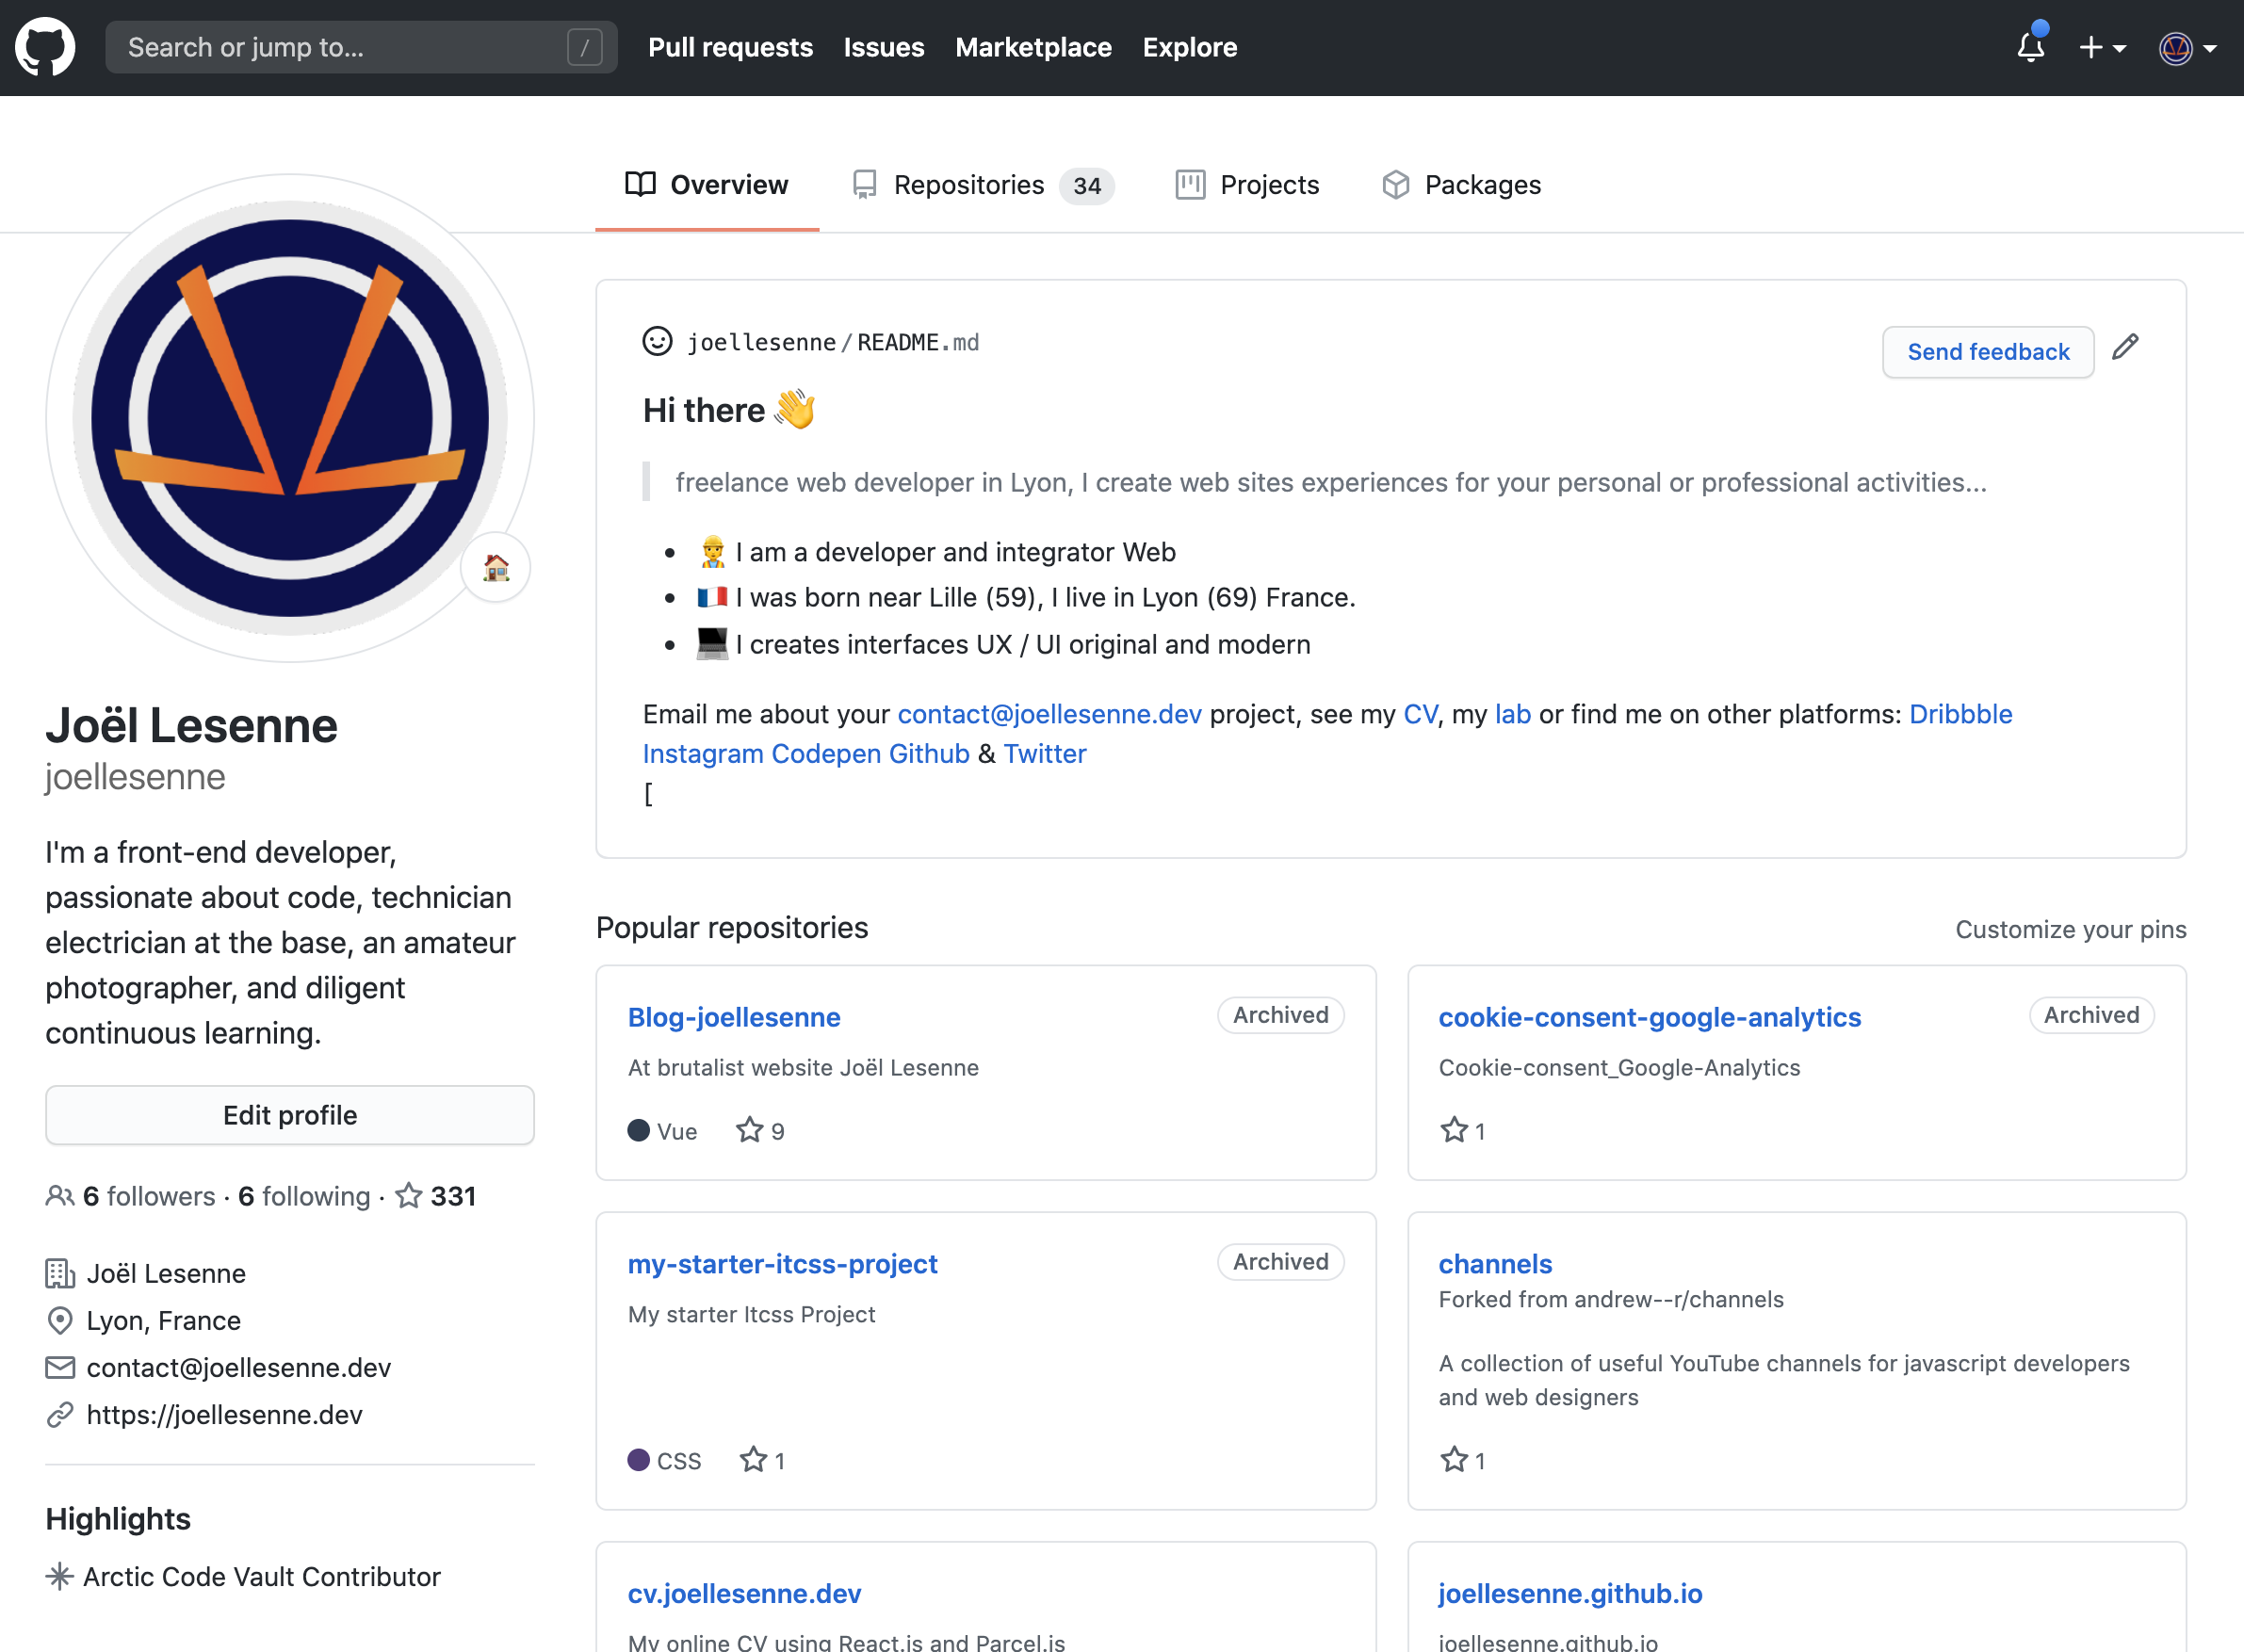 Search or jump to... /
Pull requests Issues Marketplace Explore
Overview Repositories 34 Projects Packages
Joël Lesenne
joellesenne
I'm a front-end developer,
passionate about code, technician
electrician at the base, an amateur
photographer, and diligent
continuous learning.
Edit profile
6 followers · 6 following · 331
Joël Lesenne
Lyon, France
contact@joellesenne.dev
https://joellesenne.dev
Highlights
Arctic Code Vault Contributor
joellesenne/README.md
Send feedback
Hi there 👋
freelance web developer in Lyon, I create web sites experiences for your personal or professional activities...
• 👷 I am a developer and integrator Web
• 🇫🇷 I was born near Lille (59), I live in Lyon (69) France.
• 💻 I creates interfaces UX / UI original and modern
Email me about your contact@joellesenne.dev project, see my CV, my lab or find me on other platforms: Dribbble
Instagram Codepen Github & Twitter
[
Popular repositories
Customize your pins
Blog-joellesenne Archived
At brutalist website Joël Lesenne
Vue 9
cookie-consent-google-analytics Archived
Cookie-consent_Google-Analytics
1
my-starter-itcss-project Archived
My starter Itcss Project
CSS 1
channels
Forked from andrew--r/channels
A collection of useful YouTube channels for javascript developers
and web designers
1
cv.joellesenne.dev
My online CV using React.js and Parcel.js
joellesenne.github.io
joellesenne.github.io